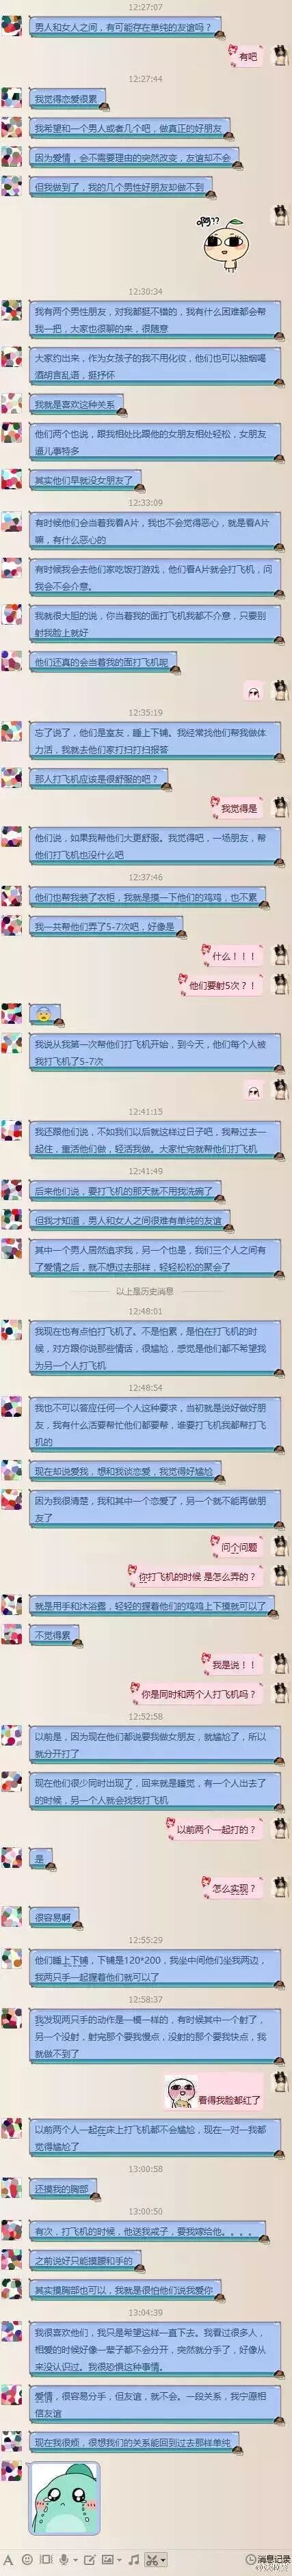 12:27:07
男人和女人之间，有可能存在单纯的友谊吗？
有吧
12:27:44
我觉得恋爱很累
我希望和一个男人或者几个吧，做真正的好朋友
因为爱情，会不需要理由的突然改变，友谊却不会
但我做到了，我的几个男性好朋友却做不到
啊??
12:30:34
我有两个男性朋友，对我都挺不错的，我有什么困难都会帮
我一把，大家也很聊的来，很随意
大家约出来，作为女孩子的我不用化妆，他们也可以抽烟喝
酒胡言乱语，挺抒怀
我就是喜欢这种关系
他们两个也说，跟我相处比跟他的女朋友相处轻松，女朋友
逼儿事特多
其实他们早就没女朋友了
12:33:09
有时候他们会当着我看A片，我也不会觉得恶心，就是看A片
嘛，有什么恶心的
有时候我会去他们家吃饭打游戏，他们看A片就会打飞机，问
我会不会介意。
我就很大胆的说，你当着我的面打飞机我都不介意，只要别
射我脸上就好
他们还真的会当着我的面打飞机呢
12:35:19
忘了说了，他们是室友，睡上下铺。我经常找他们帮我做体
力活，我就去他们家打扫打扫报答
那人打飞机应该是很舒服的吧？
我觉得是
他们说，如果我帮他们大更舒服。我觉得吧，一场朋友，帮
他们打飞机也没什么吧
12:37:46
他们也帮我装了衣柜，我就是摸一下他们的鸡鸡，也不累
我一共帮他们弄了5-7次吧，好像是
什么！！！
他们要射5次？！
我说从我第一次帮他们打飞机开始，到今天，他们每个人被
我打飞机了5-7次
12:41:15
我还跟他们说，不如我们以后就这样过日子吧，我帮过去一
起住，重活他们做，轻活我做。大家忙完就帮他们打飞机
12:41:49
后来他们说，要打飞机的那天就不用我洗碗了
但我才知道，男人和女人之间很难有单纯的友谊
其中一个男人居然追求我，另一个也是，我们三个人之间有
了爱情之后，就不想过去那样，轻轻松松的聚会了
以上是历史消息
12:48:01
我现在也有点怕打飞机了。不是怕累，是怕在打飞机的时
候，对方跟你说那些情话，很尴尬，感觉是他们都不希望我
为另一个人打飞机
12:48:54
我也不可以答应任何一个人这种要求，当初就是说好做好朋
友，我有什么活要帮忙他们都要帮，谁要打飞机我都帮打飞
机的
现在却说爱我，想和我谈恋爱，我觉得好尴尬
因为我很清楚，我和其中一个恋爱了，另一个就不能再做朋
友了
问个问题
你打飞机的时候 是怎么弄的？
就是用手和沐浴露，轻轻的握着他们的鸡鸡上下摸就可以了
不觉得累
我是说！！
你是同时和两个人打飞机吗？
12:52:58
以前是，因为现在他们都说要我做女朋友，就尴尬了，所以
就分开打了
现在他们很少同时出现了，回来就是睡觉，有一个人出去了
的时候，另一个人就会找我打飞机
以前两个一起打的？
是
怎么实现？
很容易啊
12:55:29
他们睡上下铺，下铺是120*200，我坐中间他们坐我两边，
我两只手一起握着他们就可以了
12:58:37
我发现两只手的动作是一模一样的，有时候其中一个射了，
另一个没射，射完那个要我慢点，没射的那个要我快点，我
就做不到了
看得我脸都红了
以前两个人一起在床上打飞机都不会尴尬，现在一对一我都
觉得尴尬了
13:00:58
还摸我的胸部
13:00:50
有次，打飞机的时候，他送我戒子，要我嫁给他。。。。
之前说好只能摸腰和手的
其实摸胸部也可以，我就是很怕他们说我爱你
13:04:39
我很喜欢他们，我只是希望这样一直下去。我看过很多人，
相爱的时候好像一辈子都不会分开，突然就分手了，好像从
来没认识过。我很恐惧这种事情。
爱情，很容易分手，但友谊，就不会。一段关系，我宁愿相
信友谊
现在我很烦，很想我们的关系能回到过去那样单纯
消息记录